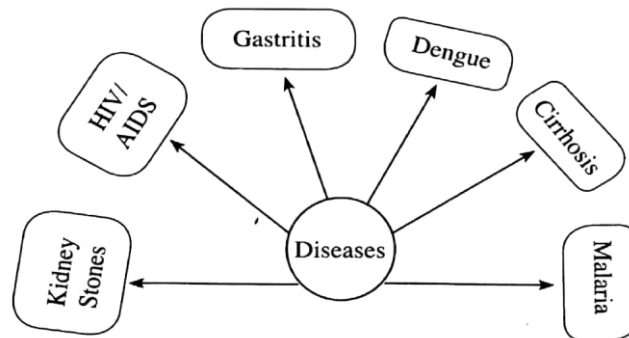 Gastritis
Dengue
HIV/
AIDS
Cirrhosis
Diseases
Kidney
Stones
Malaria